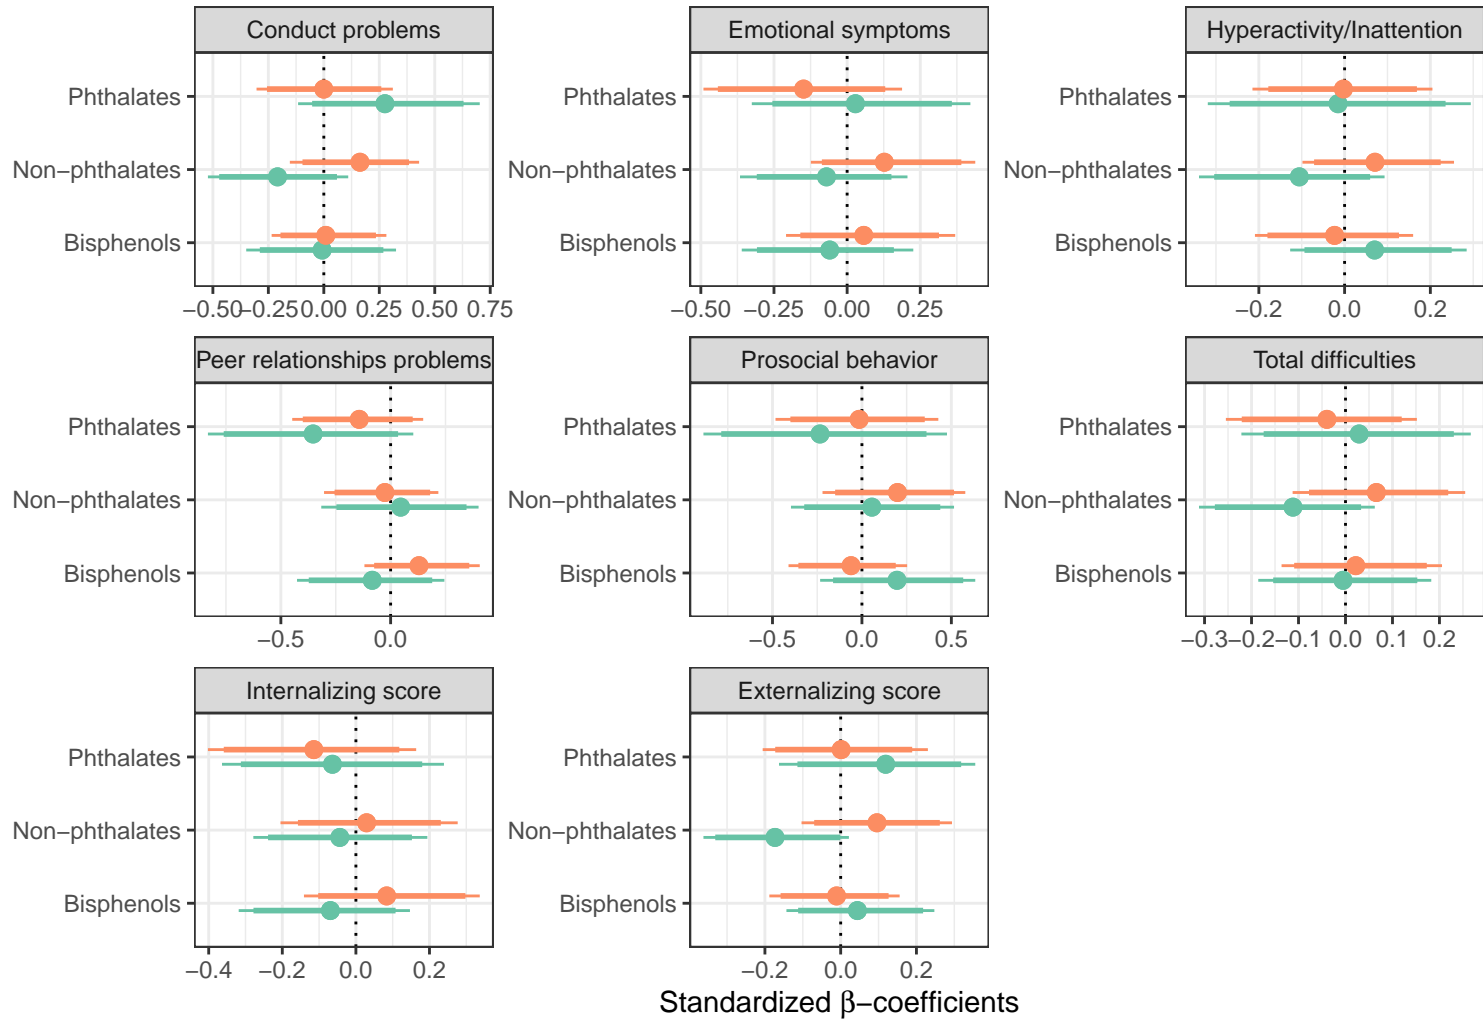 Conduct problems
Emotional symptoms
Hyperactivity/Inattention
Phthalates
Non−phthalates
Bisphenols
−0.50 −0.25 0.00 0.25 0.50 0.75
Phthalates
Non−phthalates
Bisphenols
−0.50 −0.25 0.00 0.25
Phthalates
Non−phthalates
Bisphenols
−0.2 0.0 0.2
Peer relationships problems
Prosocial behavior
Total difficulties
Phthalates
Non−phthalates
Bisphenols
−0.5 0.0
Phthalates
Non−phthalates
Bisphenols
−0.5 0.0 0.5
Phthalates
Non−phthalates
Bisphenols
−0.3 −0.2 −0.1 0.0 0.1 0.2
Internalizing score
Externalizing score
Phthalates
Non−phthalates
Bisphenols
−0.4 −0.2 0.0 0.2
Phthalates
Non−phthalates
Bisphenols
−0.2 0.0 0.2
Standardized β−coefficients